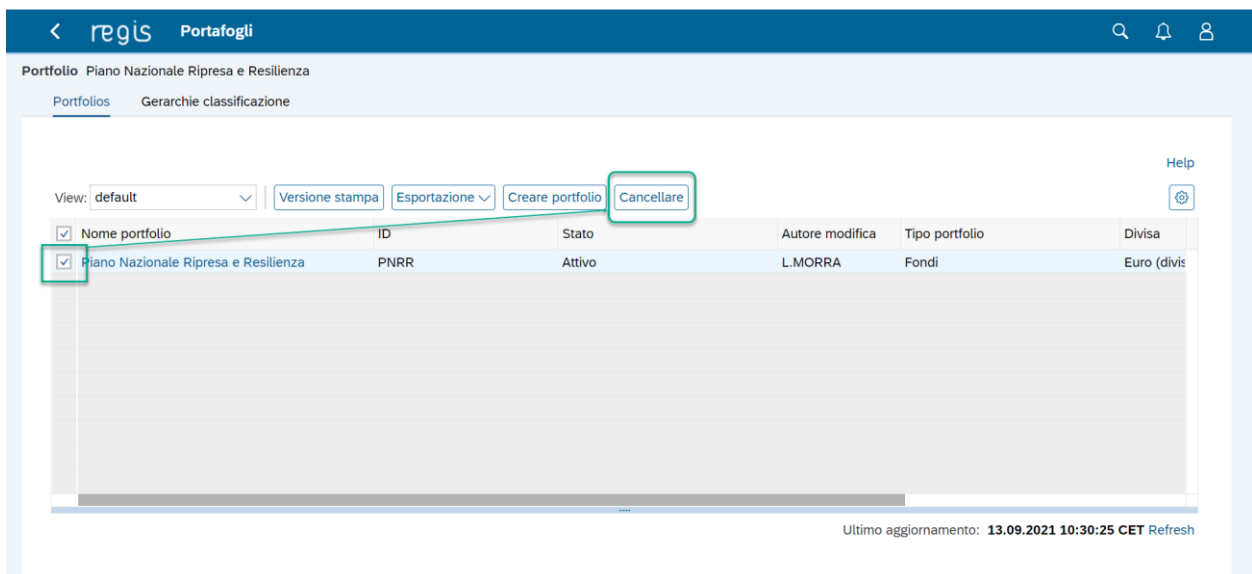 regis Portafogli
Portfolio Piano Nazionale Ripresa e Resilienza
Portfolios Gerarchie classificazione
Help
View: default Versione stampa Esportazione Creare portfolio Cancellare
Nome portfolio ID Stato Autore modifica Tipo portfolio Divisa
Piano Nazionale Ripresa e Resilienza PNRR Attivo L.MORRA Fondi Euro (divis
Ultimo aggiornamento: 13.09.2021 10:30:25 CET Refresh